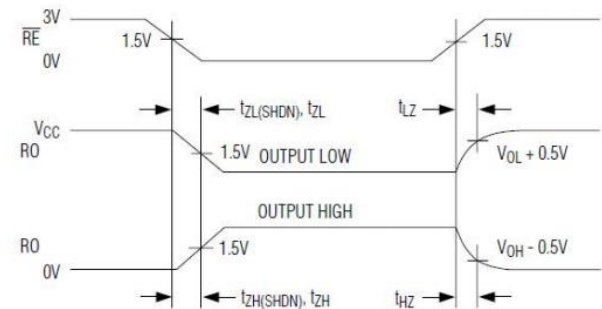 3V
RE
1.5V
1.5V
0V
tZL(SHDN), tZL
tLZ
VCC
RO
1.5V
OUTPUT LOW
VOL + 0.5V
OUTPUT HIGH
RO
1.5V
VOH - 0.5V
0V
tZH(SHDN), tZH
tHZ